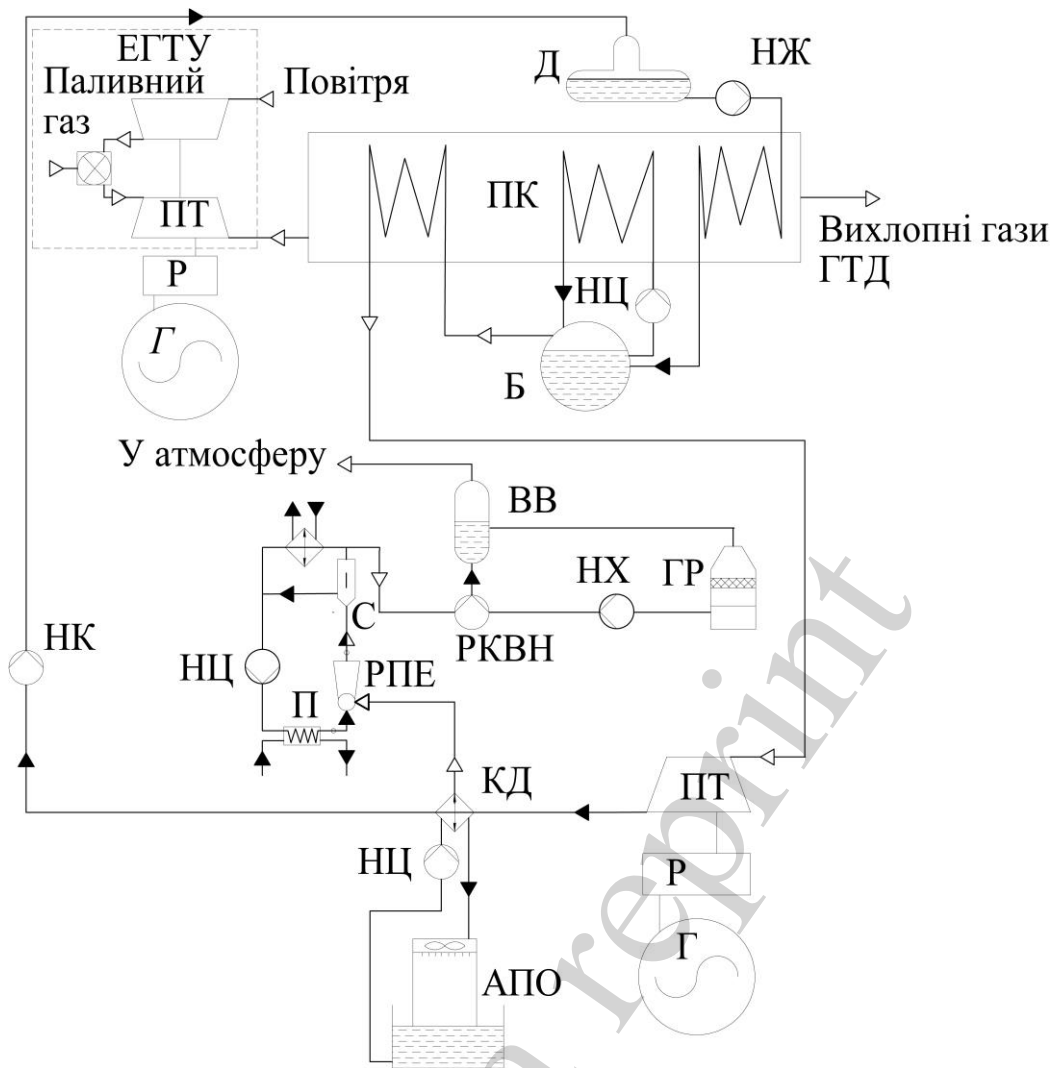 ЕГТУ
Паливний
газ
Повітря
Д
НЖ
ПТ
ПК
Вихлопні гази
ГТД
Р
НЦ
Г
Б
У атмосферу
ВВ
НХ
ГР
С
НК
НЦ
РПЕ
РКВН
П
КД
ПТ
НЦ
Р
Г
АПО
reprint